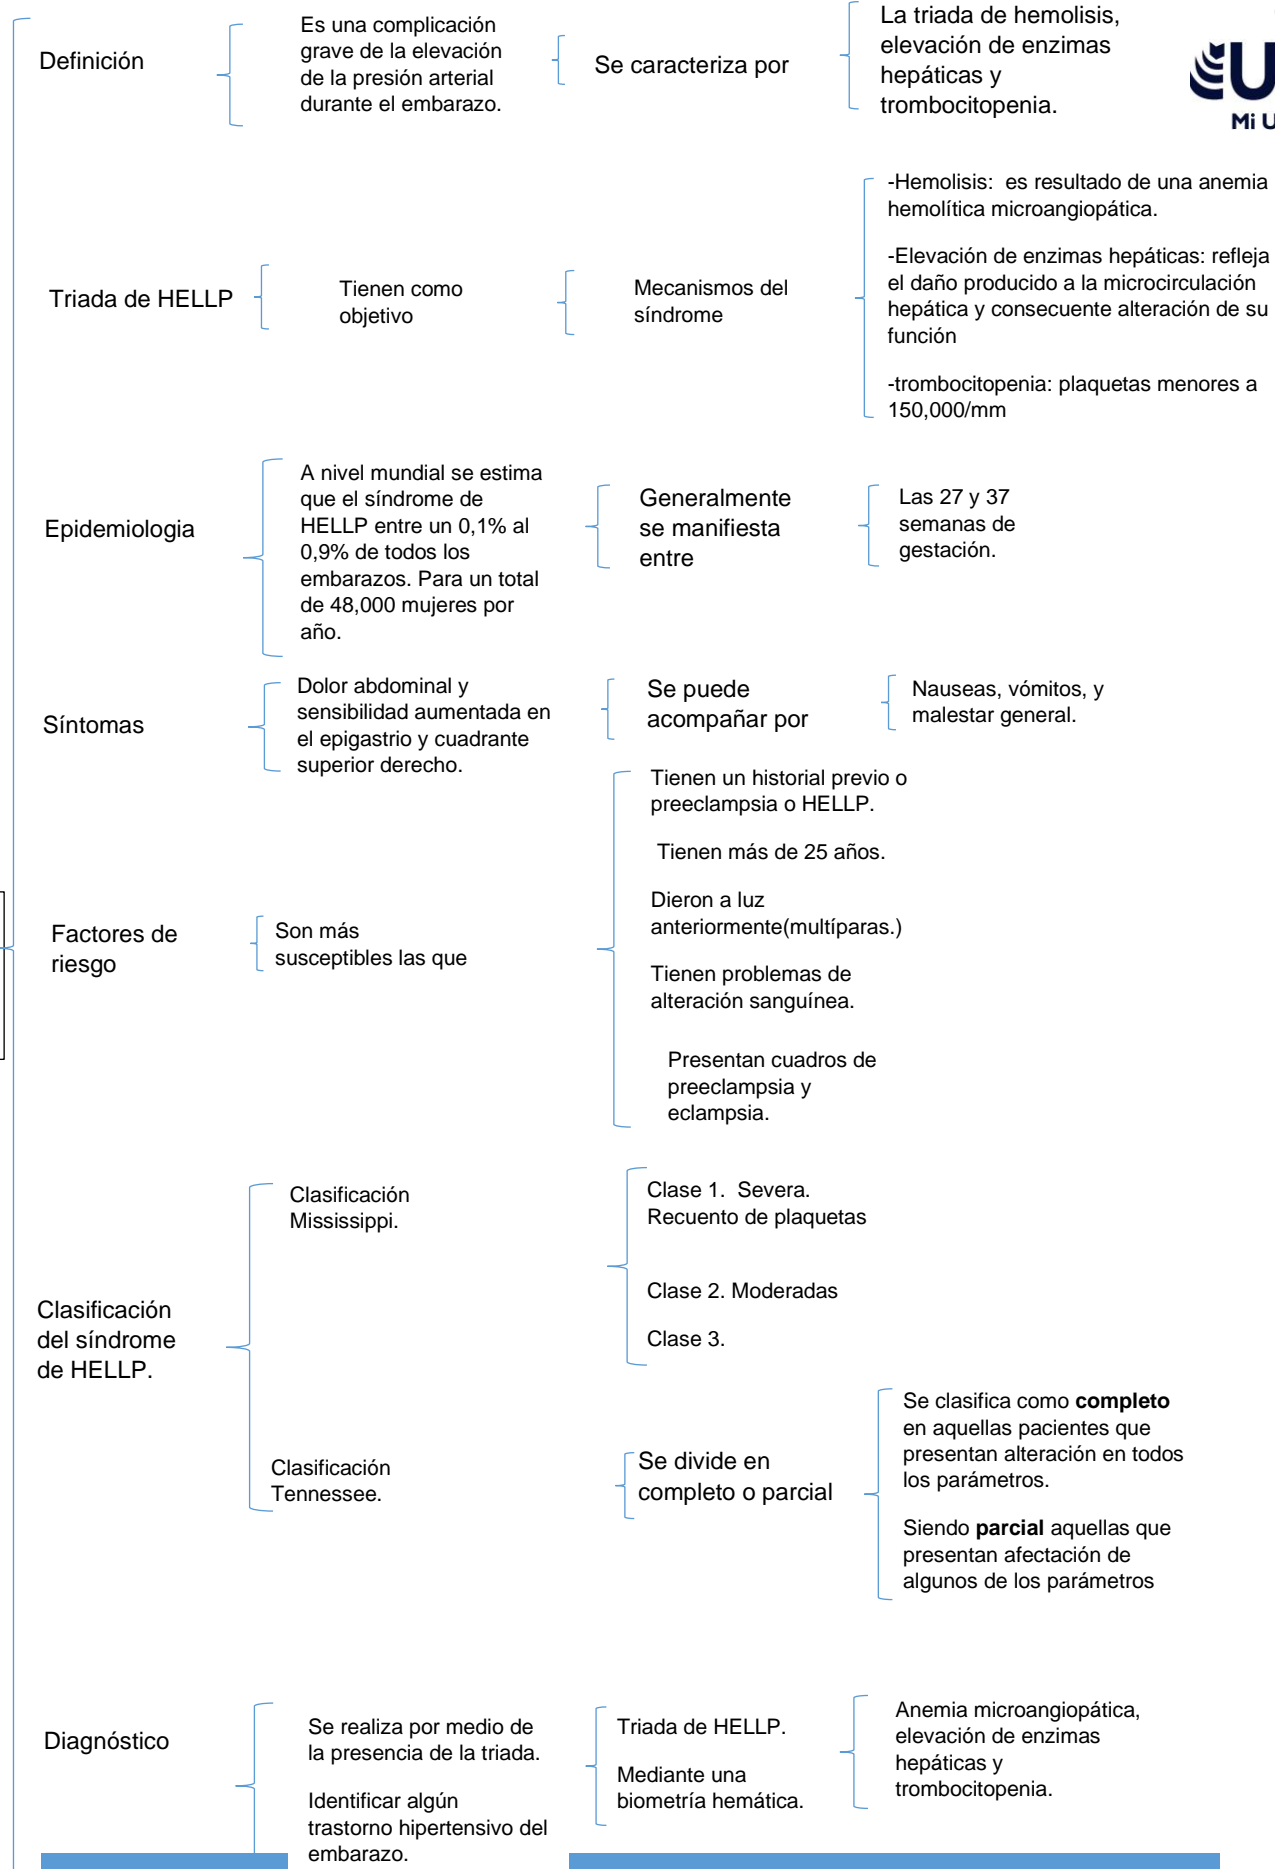 Definición
Es una complicación
grave de la elevación
de la presión arterial
durante el embarazo.
Se caracteriza por
La triada de hemolisis,
elevación de enzimas
hepáticas y
trombocitopenia.
Mi U
Triada de HELLP
Tienen como
objetivo
Mecanismos del
síndrome
-Hemolisis:  es resultado de una anemia
hemolítica microangiopática.
-Elevación de enzimas hepáticas: refleja
el daño producido a la microcirculación
hepática y consecuente alteración de su
función
-trombocitopenia: plaquetas menores a
150,000/mm
Epidemiologia
A nivel mundial se estima
que el síndrome de
HELLP entre un 0,1% al
0,9% de todos los
embarazos. Para un total
de 48,000 mujeres por
año.
Generalmente
se manifiesta
entre
Las 27 y 37
semanas de
gestación.
Síntomas
Dolor abdominal y
sensibilidad aumentada en
el epigastrio y cuadrante
superior derecho.
Se puede
acompañar por
Nauseas, vómitos, y
malestar general.
Factores de
riesgo
Son más
susceptibles las que
Tienen un historial previo o
preeclampsia o HELLP.
Tienen más de 25 años.
Dieron a luz
anteriormente(multíparas.)
Tienen problemas de
alteración sanguínea.
Presentan cuadros de
preeclampsia y
eclampsia.
Clasificación
del síndrome
de HELLP.
Clasificación
Mississippi.
Clase 1.  Severa.
Recuento de plaquetas
Clase 2. Moderadas
Clase 3.
Clasificación
Tennessee.
Se divide en
completo o parcial
Se clasifica como completo
en aquellas pacientes que
presentan alteración en todos
los parámetros.
Siendo parcial aquellas que
presentan afectación de
algunos de los parámetros
Diagnóstico
Se realiza por medio de
la presencia de la triada.
Identificar algún
trastorno hipertensivo del
embarazo.
Triada de HELLP.
Mediante una
biometría hemática.
Anemia microangiopática,
elevación de enzimas
hepáticas y
trombocitopenia.